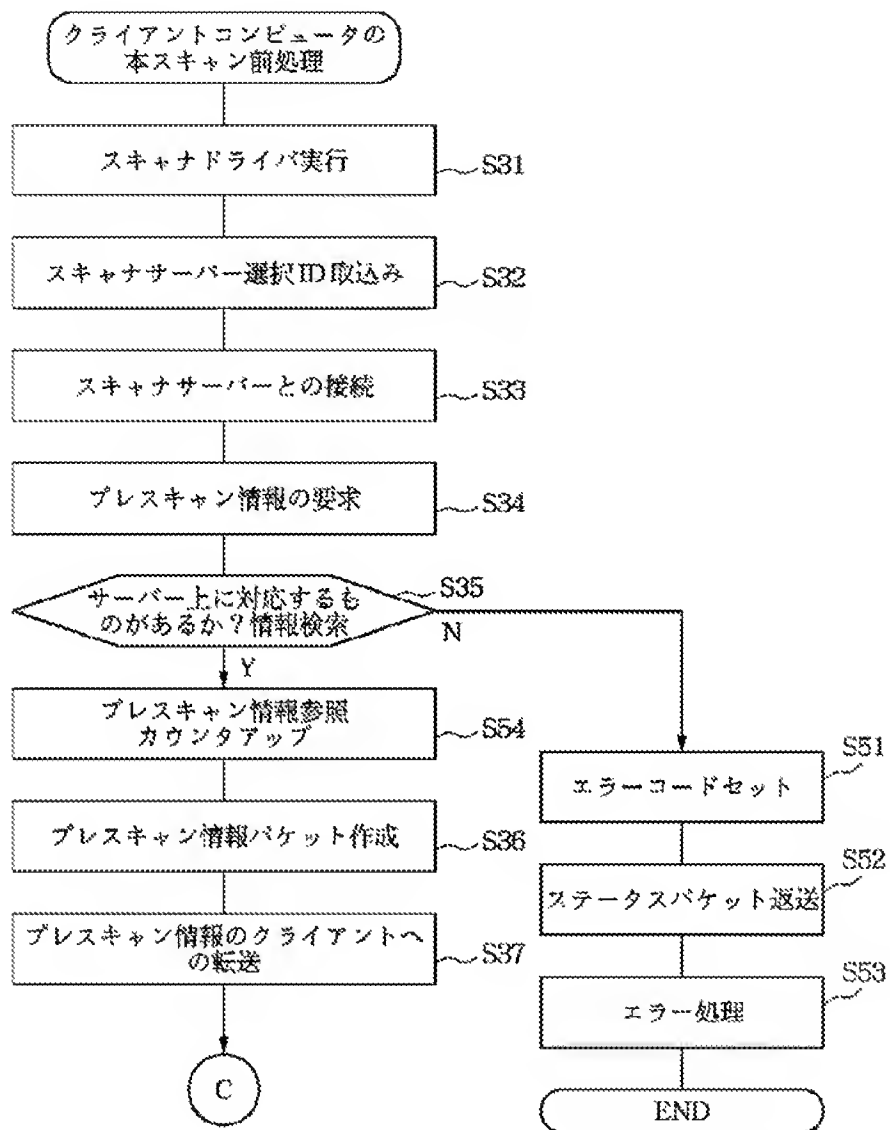 クライアントコンピュータの
本スキャン前処理
スキャナドライバ実行
S31
スキャナサーバー選択ID取込み
S32
スキャナサーバーとの接続
S33
プレスキャン情報の要求
S34
サーバー上に対応するも
のがあるか?情報検索
S35
N
Y
プレスキャン情報参照
カウンタアップ
S54
プレスキャン情報パケット作成
S36
プレスキャン情報のクライアントへ
の転送
S37
C
エラーコードセット
S51
ステータスパケット返送
S52
エラー処理
S53
END